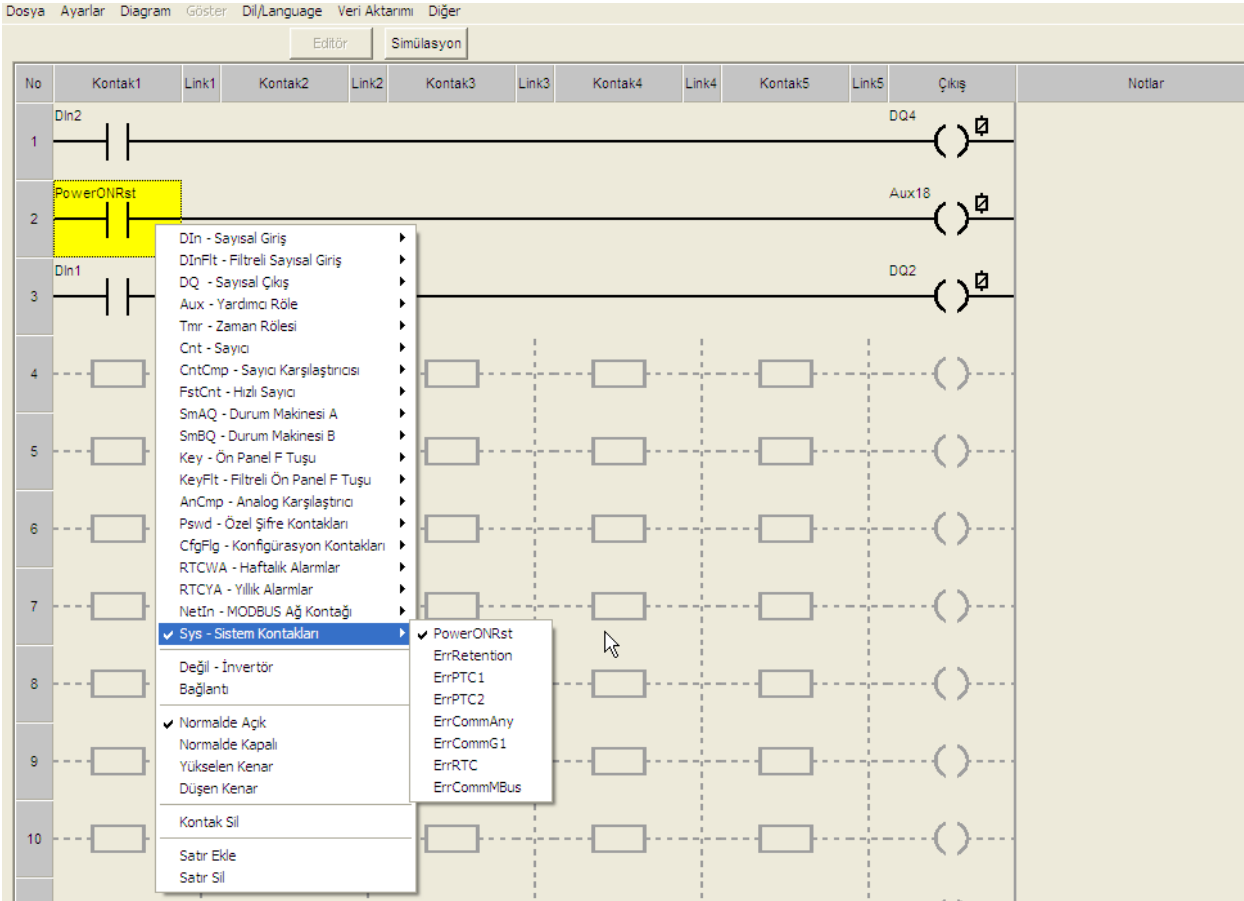 Dosya Ayarlar Diagram Göster Dil/Language Veri Aktarımı Diğer
Editör Simülasyon
No Kontak1 Link1 Kontak2 Link2 Kontak3 Link3 Kontak4 Link4 Kontak5 Link5 Çıkış Notlar
DIn2 DQ4
1
PowerONRst Aux18
2
DIn1 DQ2
3
4
5
6
7
8
9
10
DIn - Sayısal Giriş
DInFlt - Filtreli Sayısal Giriş
DQ - Sayısal Çıkış
Aux - Yardımcı Röle
Tmr - Zaman Rölesi
Cnt - Sayıcı
CntCmp - Sayıcı Karşılaştırıcısı
FstCnt - Hızlı Sayıcı
SmAQ - Durum Makinesi A
SmBQ - Durum Makinesi B
Key - Ön Panel F Tuşu
KeyFlt - Filtreli Ön Panel F Tuşu
AnCmp - Analog Karşılaştırıcı
Pswd - Özel Şifre Kontakları
CfgFlg - Konfigürasyon Kontakları
RTCWA - Haftalık Alarmlar
RTCYA - Yıllık Alarmlar
NetIn - MODBUS Ağ Kontağı
Sys - Sistem Kontakları
Değil - İnvertör
Bağlantı
Normalde Açık
Normalde Kapalı
Yükselen Kenar
Düşen Kenar
Kontak Sil
Satır Ekle
Satır Sil
PowerONRst
ErrRetention
ErrPTC1
ErrPTC2
ErrCommAny
ErrCommG1
ErrRTC
ErrCommMBus